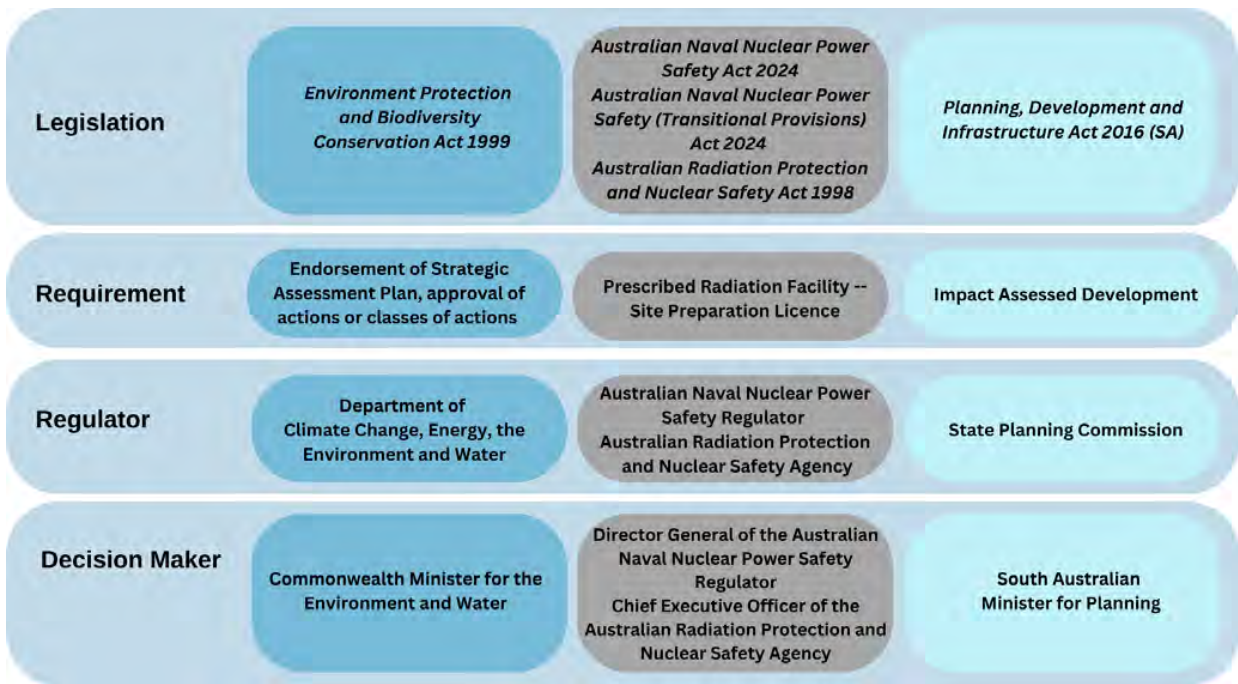 Legislation
Environment Protection
and Biodiversity
Conservation Act 1999
Australian Naval Nuclear Power
Safety Act 2024
Australian Naval Nuclear Power
Safety (Transitional Provisions)
Act 2024
Australian Radiation Protection
and Nuclear Safety Act 1998
Planning, Development and
Infrastructure Act 2016 (SA)
Requirement
Endorsement of Strategic
Assessment Plan, approval of
actions or classes of actions
Prescribed Radiation Facility --
Site Preparation Licence
Impact Assessed Development
Regulator
Department of
Climate Change, Energy, the
Environment and Water
Australian Naval Nuclear Power
Safety Regulator
Australian Radiation Protection
and Nuclear Safety Agency
State Planning Commission
Decision Maker
Commonwealth Minister for the
Environment and Water
Director General of the Australian
Naval Nuclear Power Safety
Regulator
Chief Executive Officer of the
Australian Radiation Protection and
Nuclear Safety Agency
South Australian
Minister for Planning